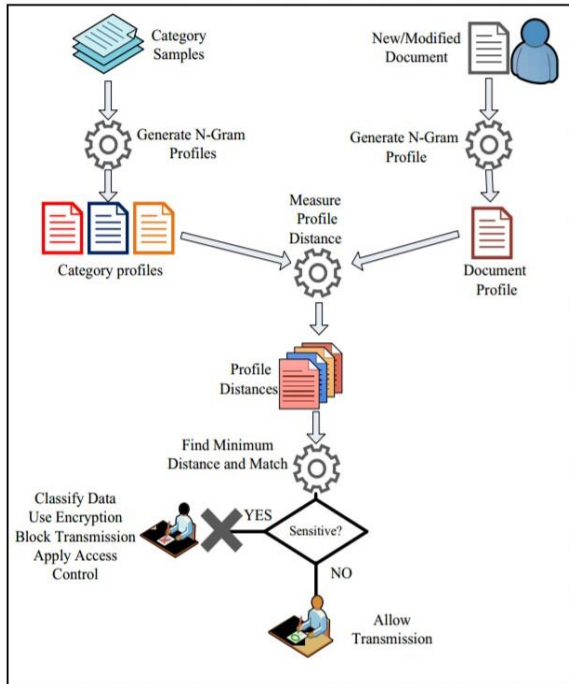 Category
Samples
New/Modified
Document
Generate N-Gram
Profiles
Generate N-Gram
Profile
Measure
Profile
Distance
Category profiles
Document
Profile
Profile
Distances
Find Minimum
Distance and Match
Classify Data
Use Encryption
Block Transmission
Apply Access
Control
YES
Sensitive?
NO
Allow
Transmission